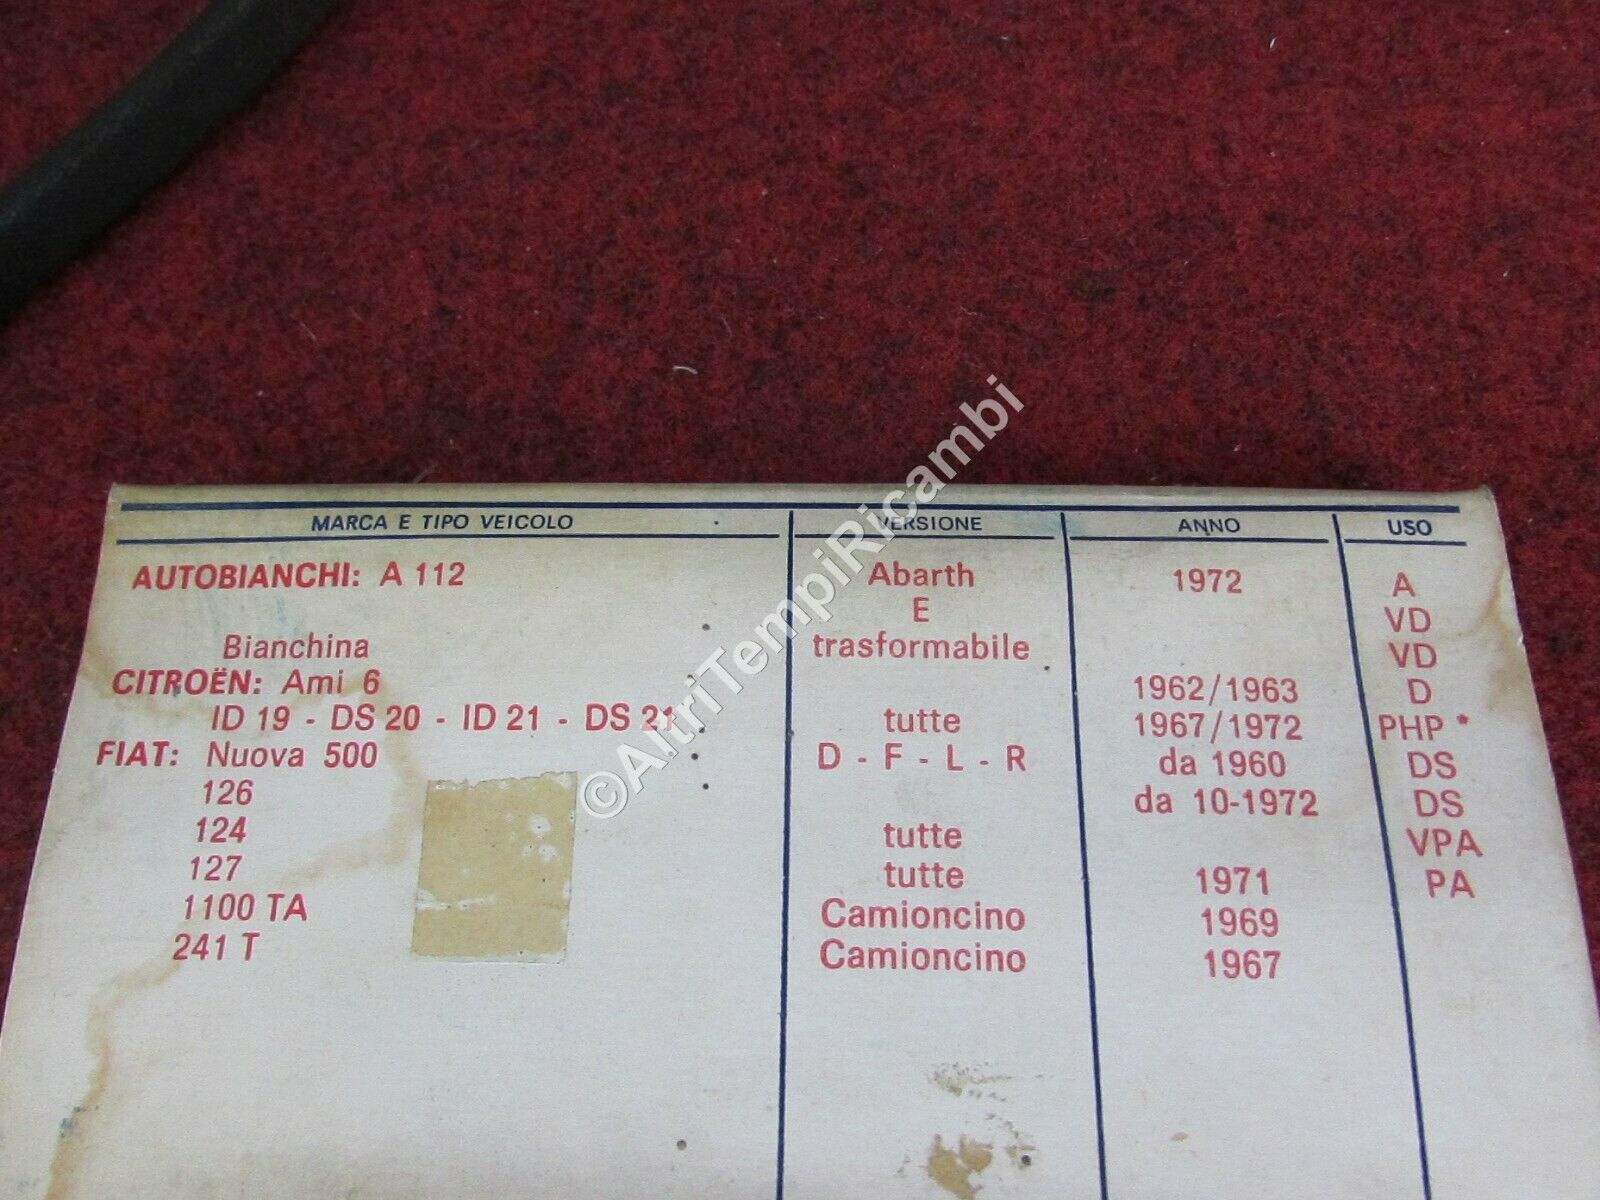 MARCA E TIPO VEICOLO VERSIONE ANNO USO
AUTOBIANCHI: A 112 Abarth 1972 A
E VD
Bianchina trasformabile VD
CITROËN: Ami 6 1962/1963 D
ID 19 - DS 20 - ID 21 - DS 21 tutte 1967/1972 PHP *
FIAT: Nuova 500 D - F - L - R da 1960 DS
126 da 10-1972 DS
124 tutte VPA
127 tutte 1971 PA
1100 TA Camioncino 1969
241 T Camioncino 1967
©AltriTempiRicambi